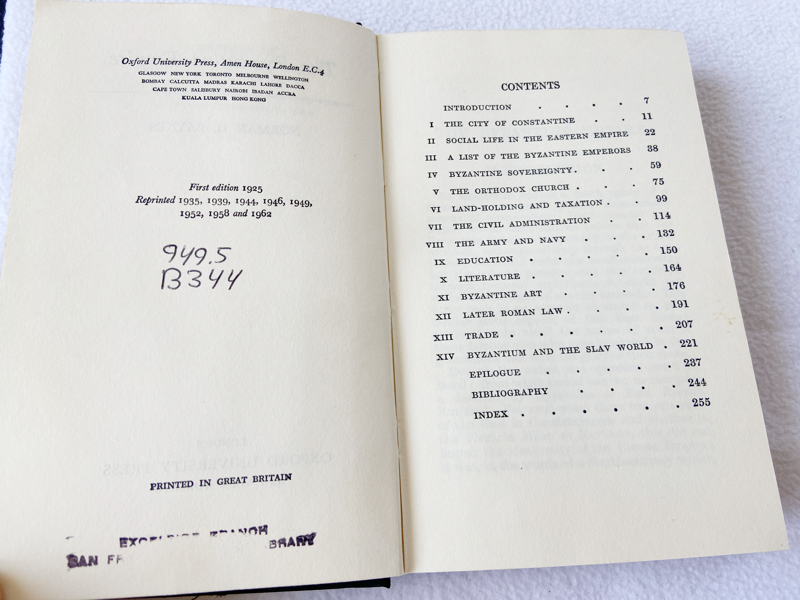 Oxford University Press, Amen House, London E.C.4
GLASGOW NEW YORK TORONTO MELBOURNE WELLINGTON
BOMBAY CALCUTTA MADRAS KARACHI LAHORE DACCA
CAPE TOWN SALISBURY NAIROBI IBADAN ACCRA
KUALA LUMPUR HONG KONG
First edition 1925
Reprinted 1935, 1939, 1944, 1946, 1949,
1952, 1958 and 1962
949.5
B344
PRINTED IN GREAT BRITAIN
SAN FR
CONTENTS
INTRODUCTION . . . . 7
I THE CITY OF CONSTANTINE . . 11
II SOCIAL LIFE IN THE EASTERN EMPIRE 22
III A LIST OF THE BYZANTINE EMPERORS 38
IV BYZANTINE SOVEREIGNTY . . . 59
V THE ORTHODOX CHURCH . . . 75
VI LAND-HOLDING AND TAXATION . . 99
VII THE CIVIL ADMINISTRATION . . 114
VIII THE ARMY AND NAVY . . . 132
IX EDUCATION . . . . . 150
X LITERATURE . . . . . 164
XI BYZANTINE ART . . . . 176
XII LATER ROMAN LAW . . . . 191
XIII TRADE . . . . . . 207
XIV BYZANTIUM AND THE SLAV WORLD . 221
EPILOGUE . . . . . 237
BIBLIOGRAPHY . . . . 244
INDEX . . . . . . 255